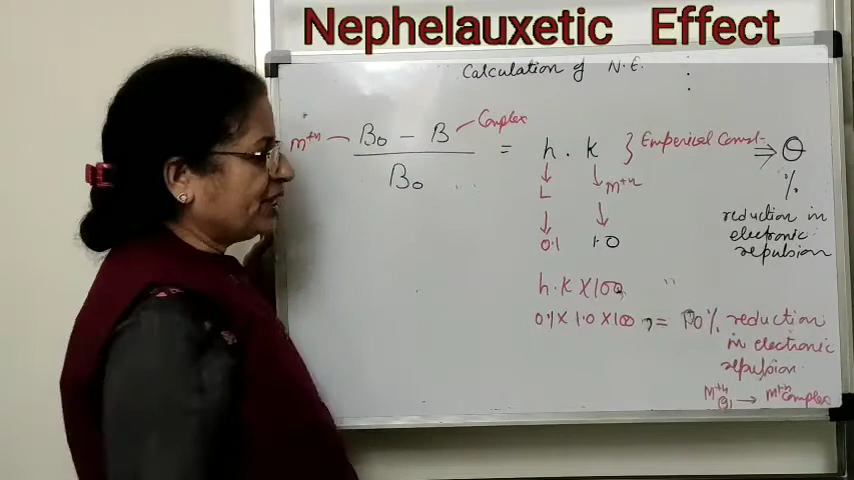 Nephelauxetic Effect
Calculation of N.E.
M+n — B₀ − B — Complex
B₀
= h . k } Emperical Const. ⇒ θ
L M+n
%
0.1 1.0
reduction in
electronic
repulsion
h.k X 100
0.1 X 1.0 X 100 = 10% reduction
in electronic
repulsion
M+n (g) → M+n complex